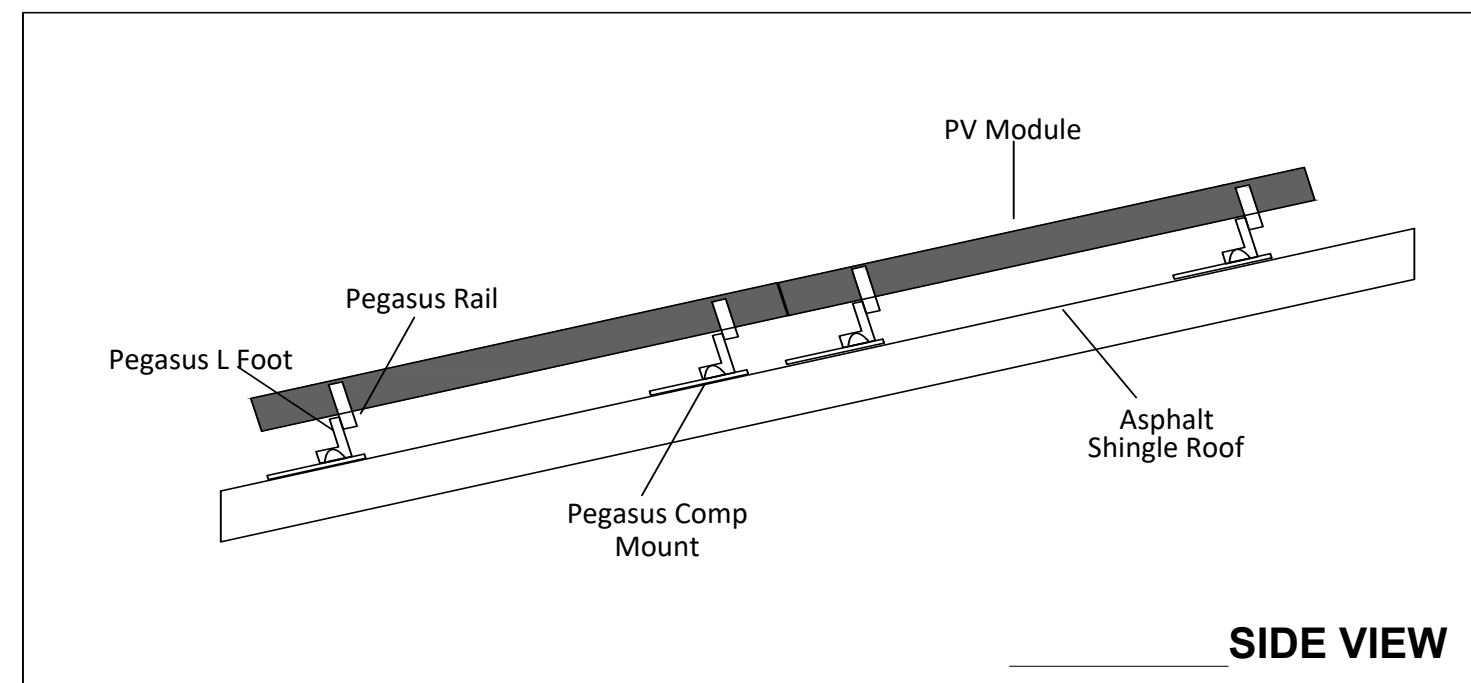 PV Module
Pegasus Rail
Pegasus L Foot
Asphalt
Shingle Roof
Pegasus Comp
Mount
SIDE VIEW